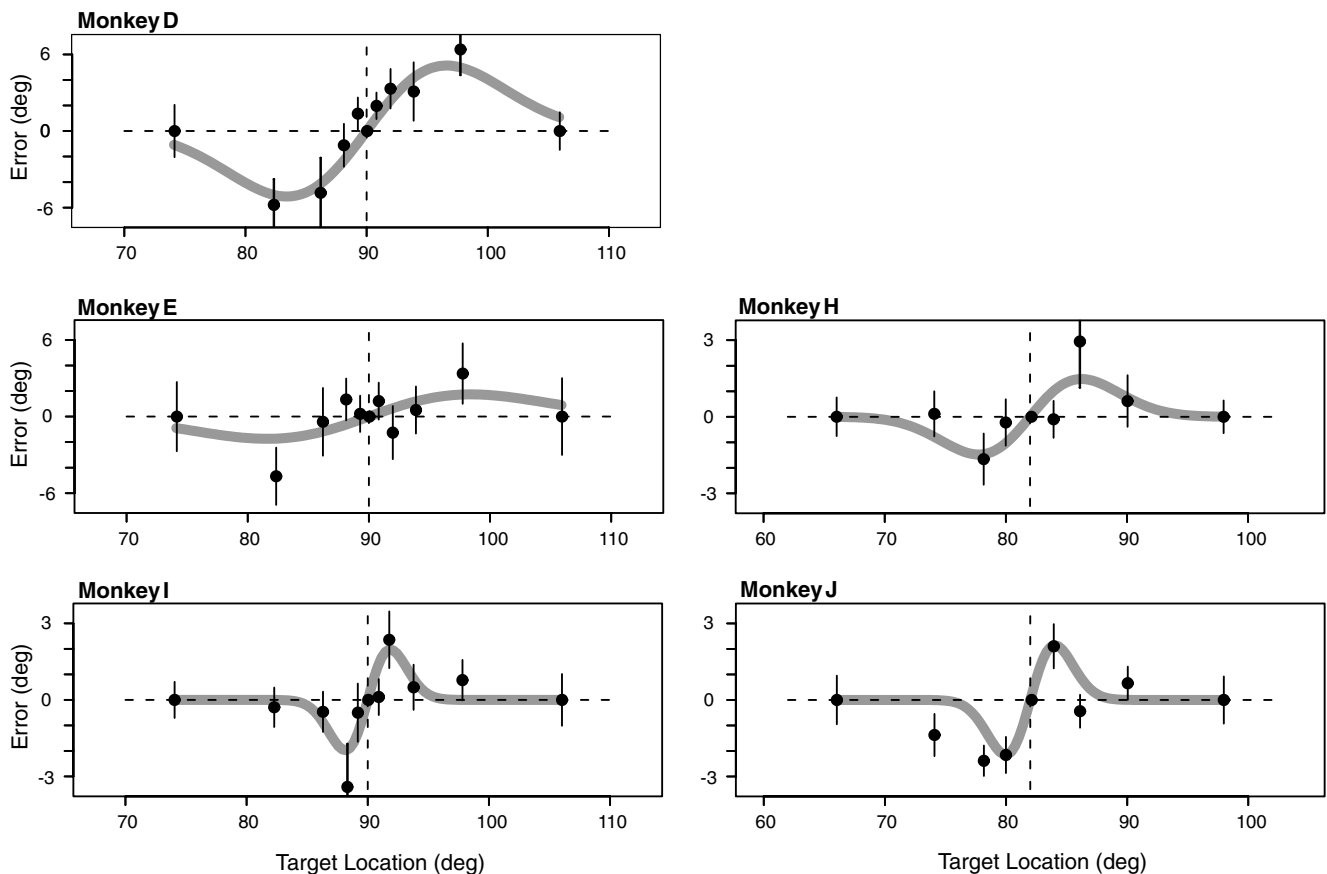 Monkey D
Error (deg)
6
0
-6
70 80 90 100 110
Monkey E
Error (deg)
6
0
-6
70 80 90 100 110
Monkey H
3
0
-3
60 70 80 90 100
Monkey I
Error (deg)
3
0
-3
70 80 90 100 110
Target Location (deg)
Monkey J
3
0
-3
60 70 80 90 100
Target Location (deg)